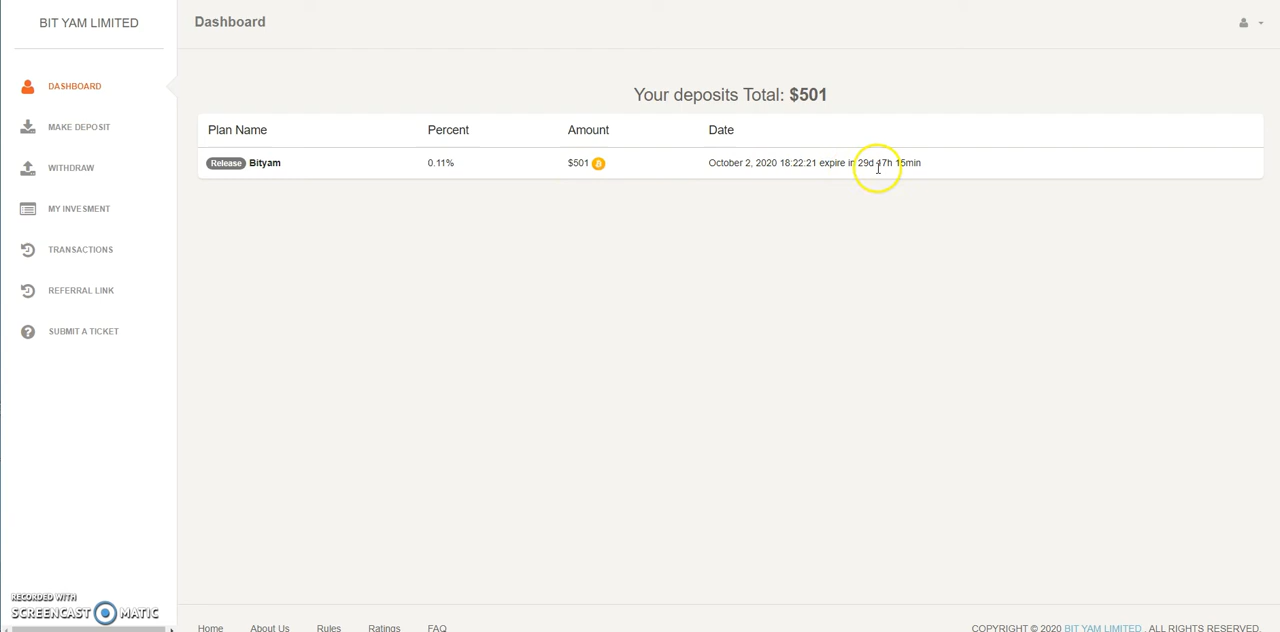 BIT YAM LIMITED
Dashboard
DASHBOARD
MAKE DEPOSIT
WITHDRAW
MY INVESMENT
TRANSACTIONS
REFERRAL LINK
SUBMIT A TICKET
Your deposits Total: $501
Plan Name Percent Amount Date
Release Bityam 0.11% $501 October 2, 2020 18:22:21 expire in 29d 17h 15min
RECORDED WITH
SCREENCAST MATIC
Home About Us Rules Ratings FAQ
COPYRIGHT © 2020 BIT YAM LIMITED . ALL RIGHTS RESERVED.